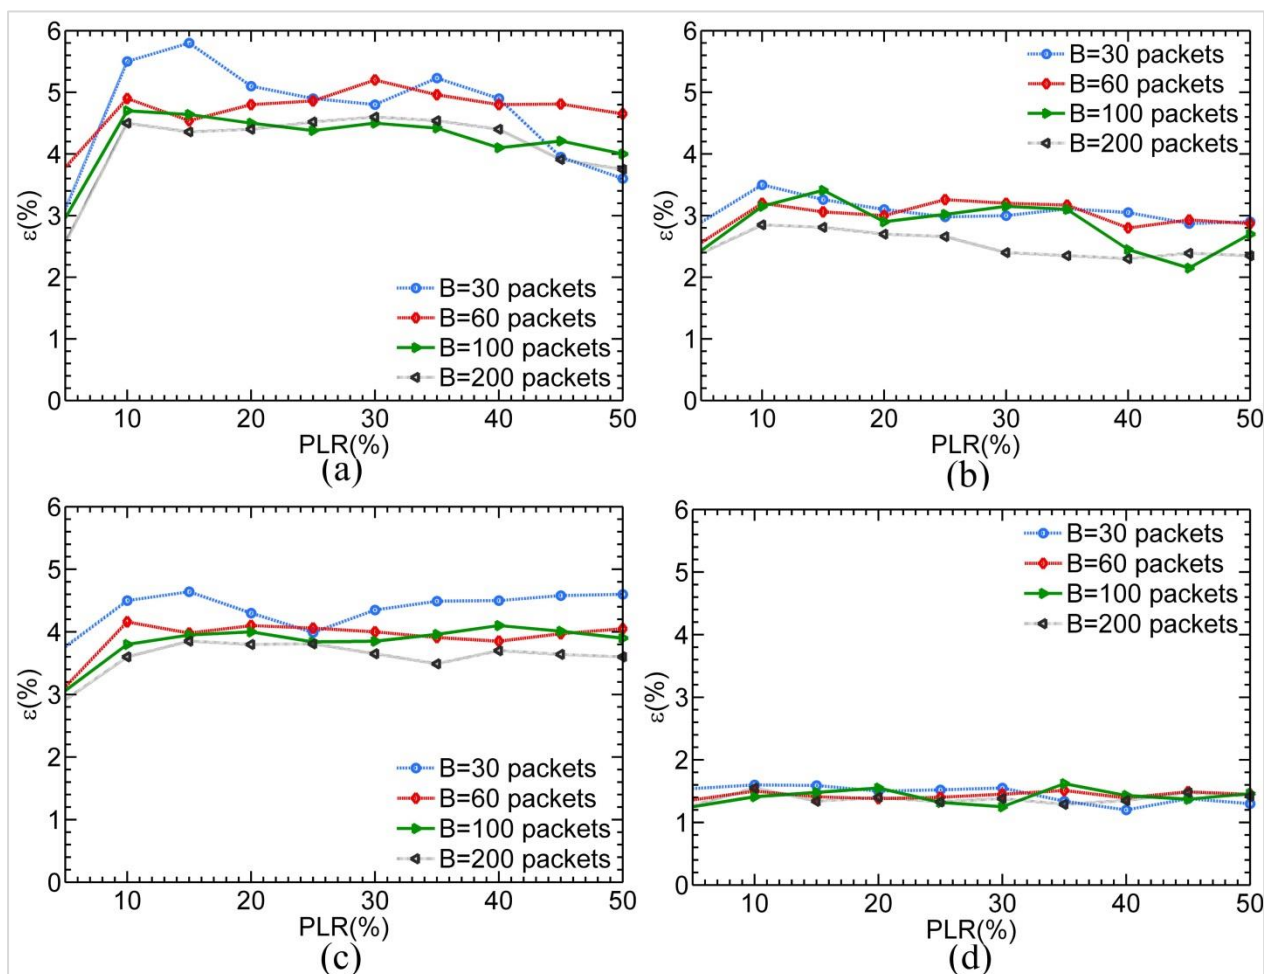 6
5
4
3
2
1
0
ε(%)
B=30 packets
B=60 packets
B=100 packets
B=200 packets
10 20 30 40 50
PLR(%)
(a)
6
5
4
3
2
1
0
ε(%)
B=30 packets
B=60 packets
B=100 packets
B=200 packets
10 20 30 40 50
PLR(%)
(b)
6
5
4
3
2
1
0
ε(%)
B=30 packets
B=60 packets
B=100 packets
B=200 packets
10 20 30 40 50
PLR(%)
(c)
6
5
4
3
2
1
0
ε(%)
B=30 packets
B=60 packets
B=100 packets
B=200 packets
10 20 30 40 50
PLR(%)
(d)